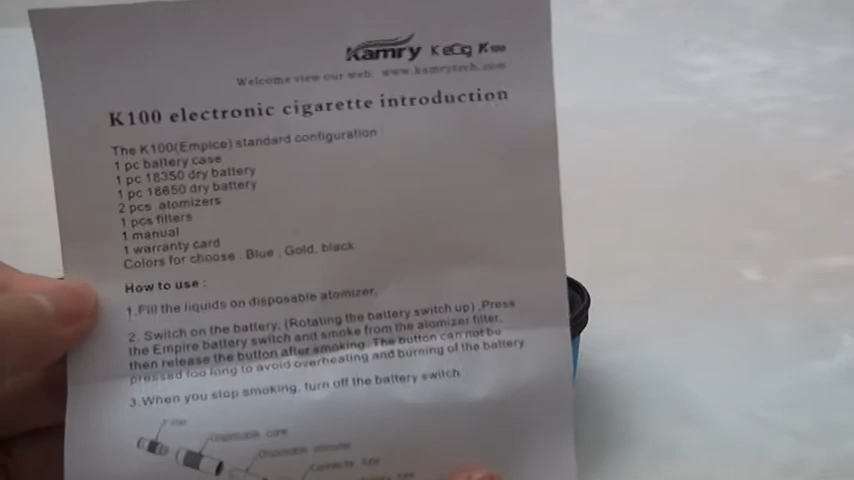 Kamry KeCig K100
Welcome view our web: www.kamrytech.com
K100 electronic cigarette introduction
The K100(Empice) standard configuration
1 pc battery case
1 pc 18350 dry battery
1 pc 18650 dry battery
2 pcs atomizers
1 pcs filters
1 manual
1 warranty card
Colors for choose : Blue , Gold, black.
How to use :
1.Fill the liquids on disposable atomizer,
2. Switch on the battery, (Rotating the battery switch up) ,Press
the Empire battery switch and smoke from the atomizer filter,
then release the button after smoking. The button can not be
pressed too long to avoid overheating and burning of the battery.
3.When you stop smoking, turn off the battery switch.
Filter
Disposable
Disposable atomizer
Connecte